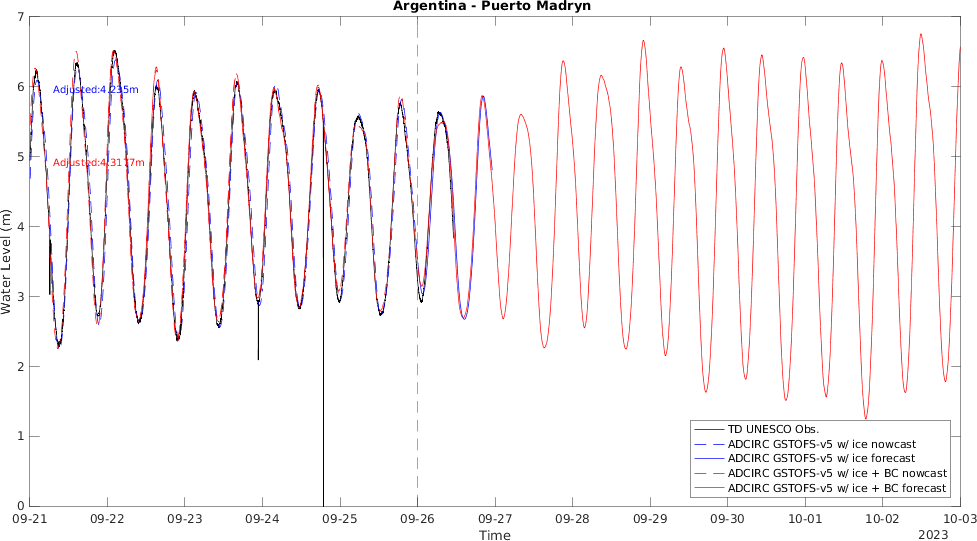 Argentina - Puerto Madryn
7
6
5
4
3
2
1
0
Water Level (m)
Adjusted:4.235m
Adjusted:4.3177m
TD UNESCO Obs.
ADCIRC GSTOFS-v5 w/ ice nowcast
ADCIRC GSTOFS-v5 w/ ice forecast
ADCIRC GSTOFS-v5 w/ ice + BC nowcast
ADCIRC GSTOFS-v5 w/ ice + BC forecast
09-21 09-22 09-23 09-24 09-25 09-26 09-27 09-28 09-29 09-30 10-01 10-02 10-03
Time
2023